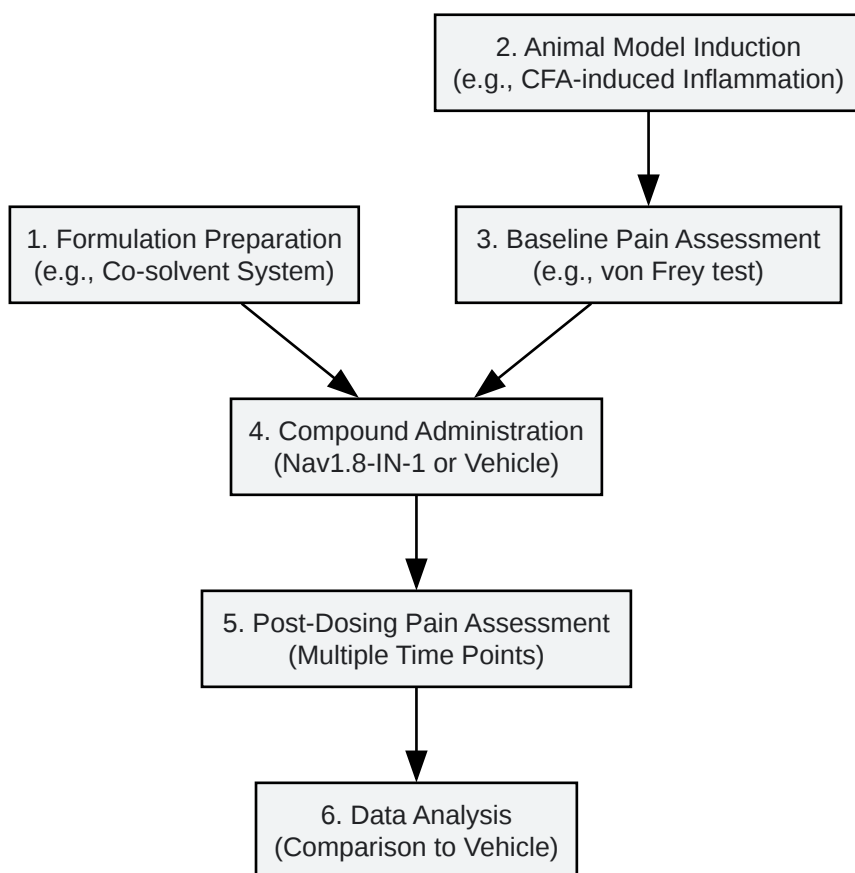 2. Animal Model Induction
(e.g., CFA-induced Inflammation)
1. Formulation Preparation
(e.g., Co-solvent System)
3. Baseline Pain Assessment
(e.g., von Frey test)
4. Compound Administration
(Nav1.8-IN-1 or Vehicle)
5. Post-Dosing Pain Assessment
(Multiple Time Points)
6. Data Analysis
(Comparison to Vehicle)